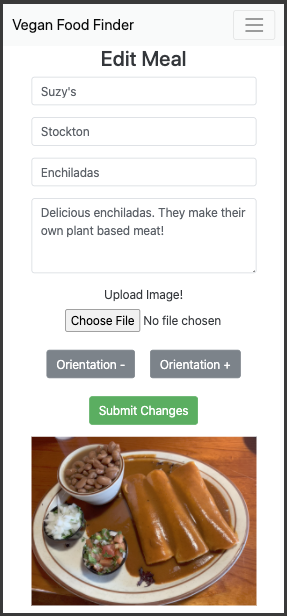 Vegan Food Finder
Edit Meal
Suzy's
Stockton
Enchiladas
Delicious enchiladas. They make their
own plant based meat!
Upload Image!
Choose File No file chosen
Orientation - Orientation +
Submit Changes